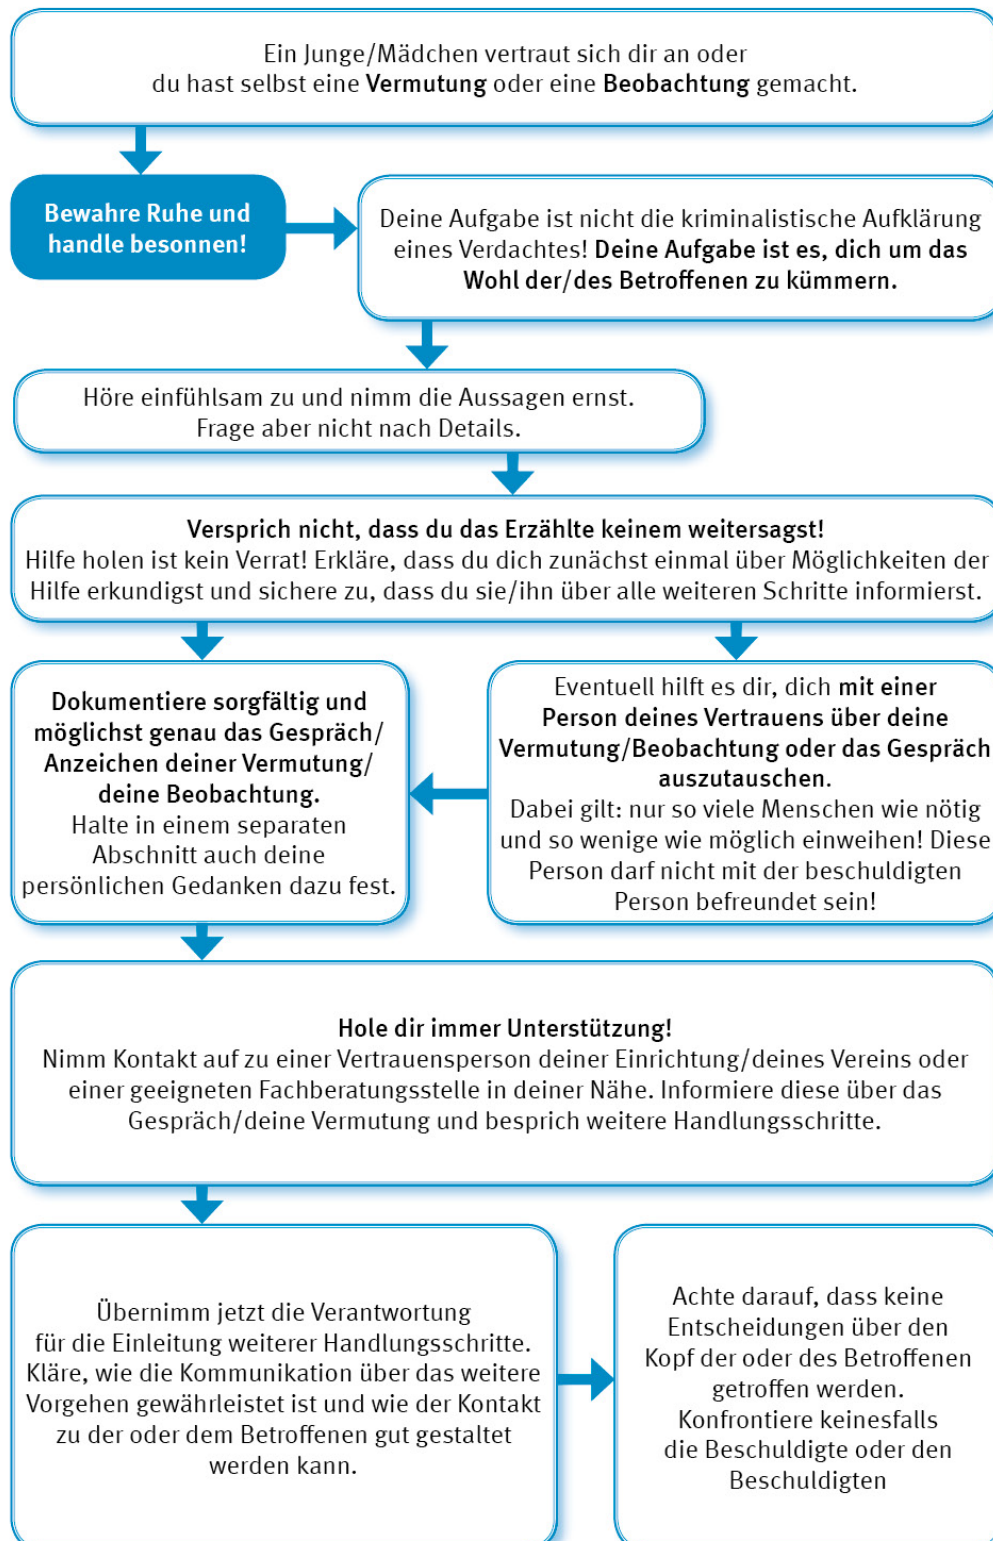 Ein Junge/Mädchen vertraut sich dir an oder
du hast selbst eine Vermutung oder eine Beobachtung gemacht.
Bewahre Ruhe und
handle besonnen!
Deine Aufgabe ist nicht die kriminalistische Aufklärung
eines Verdachtes! Deine Aufgabe ist es, dich um das
Wohl der/des Betroffenen zu kümmern.
Höre einfühlsam zu und nimm die Aussagen ernst.
Frage aber nicht nach Details.
Versprich nicht, dass du das Erzählte keinem weitersagst!
Hilfe holen ist kein Verrat! Erkläre, dass du dich zunächst einmal über Möglichkeiten der
Hilfe erkundigst und sichere zu, dass du sie/ihn über alle weiteren Schritte informierst.
Dokumentiere sorgfältig und
möglichst genau das Gespräch/
Anzeichen deiner Vermutung/
deine Beobachtung.
Halte in einem separaten
Abschnitt auch deine
persönlichen Gedanken dazu fest.
Eventuell hilft es dir, dich mit einer
Person deines Vertrauens über deine
Vermutung/Beobachtung oder das Gespräch
auszutauschen.
Dabei gilt: nur so viele Menschen wie nötig
und so wenige wie möglich einweihen! Diese
Person darf nicht mit der beschuldigten
Person befreundet sein!
Hole dir immer Unterstützung!
Nimm Kontakt auf zu einer Vertrauensperson deiner Einrichtung/deines Vereins oder
einer geeigneten Fachberatungsstelle in deiner Nähe. Informiere diese über das
Gespräch/deine Vermutung und besprich weitere Handlungsschritte.
Übernimm jetzt die Verantwortung
für die Einleitung weiterer Handlungsschritte.
Kläre, wie die Kommunikation über das weitere
Vorgehen gewährleistet ist und wie der Kontakt
zu der oder dem Betroffenen gut gestaltet
werden kann.
Achte darauf, dass keine
Entscheidungen über den
Kopf der oder des Betroffenen
getroffen werden.
Konfrontiere keinesfalls
die Beschuldigte oder den
Beschuldigten